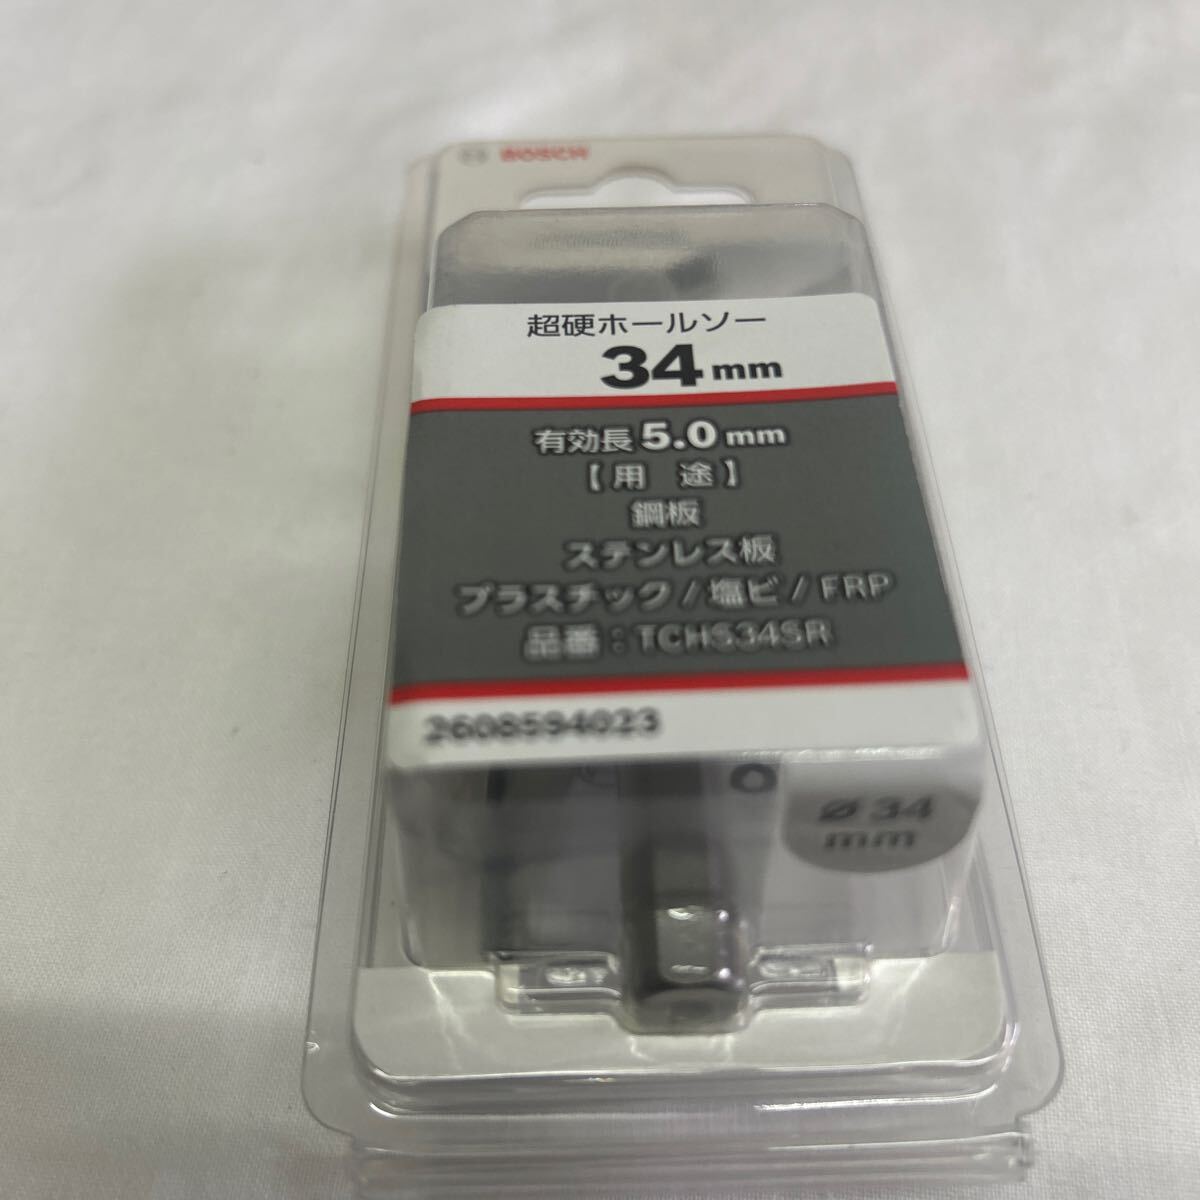 BOSCH
超硬ホールソー
34mm
有効長5.0mm
【用 途】
鋼板
ステンレス板
プラスチック/塩ビ/FRP
品番：TCHS34SR
2608594023
Ø34
mm